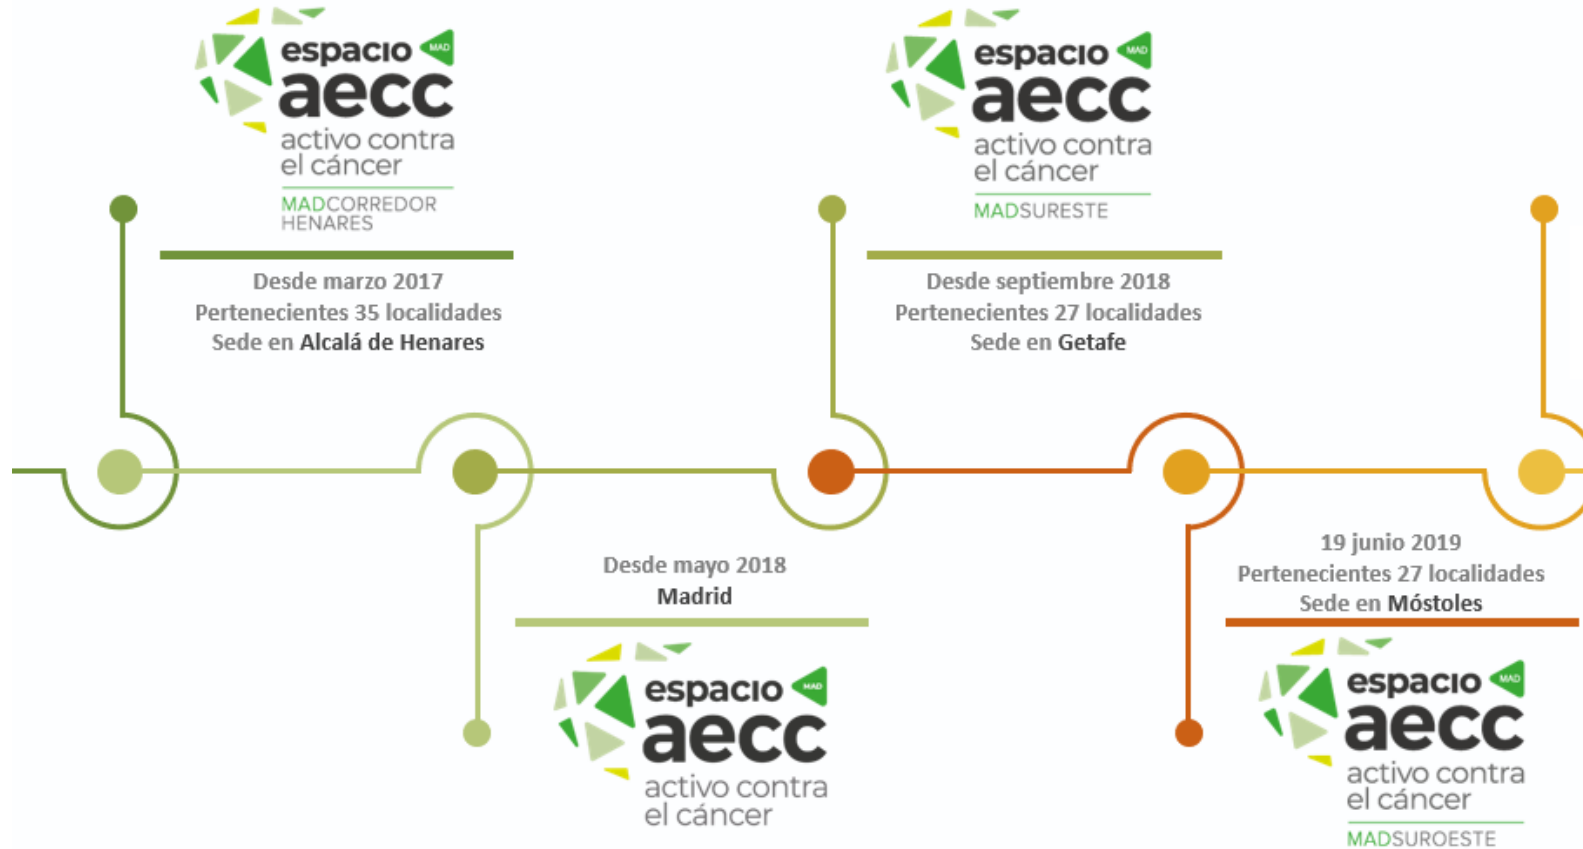 espacio MAD
aecc
activo contra
el cáncer
MADCORREDOR
HENARES
Desde marzo 2017
Pertenecientes 35 localidades
Sede en Alcalá de Henares
espacio MAD
aecc
activo contra
el cáncer
MADSURESTE
Desde septiembre 2018
Pertenecientes 27 localidades
Sede en Getafe
Desde mayo 2018
Madrid
espacio MAD
aecc
activo contra
el cáncer
19 junio 2019
Pertenecientes 27 localidades
Sede en Móstoles
espacio MAD
aecc
activo contra
el cáncer
MADSUROESTE